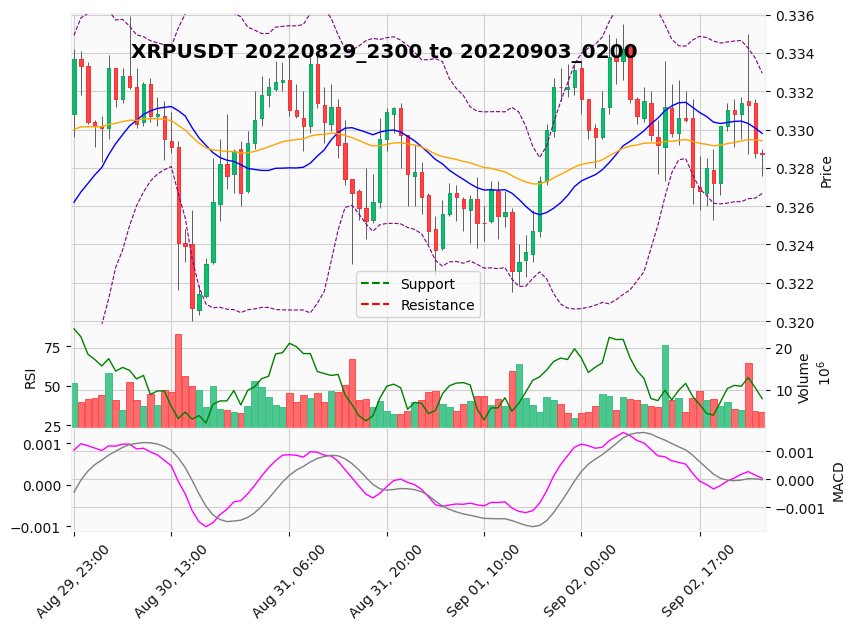 XRPUSDT 20220829_2300 to 20220903_0200
0.336
0.334
0.332
0.330
0.328
0.326
0.324
0.322
0.320
Price
Support
Resistance
RSI
75
50
25
20
10
Volume
10^6
0.001
0.000
−0.001
0.001
0.000
−0.001
MACD
Aug 29, 23:00
Aug 30, 13:00
Aug 31, 06:00
Aug 31, 20:00
Sep 01, 10:00
Sep 02, 00:00
Sep 02, 17:00